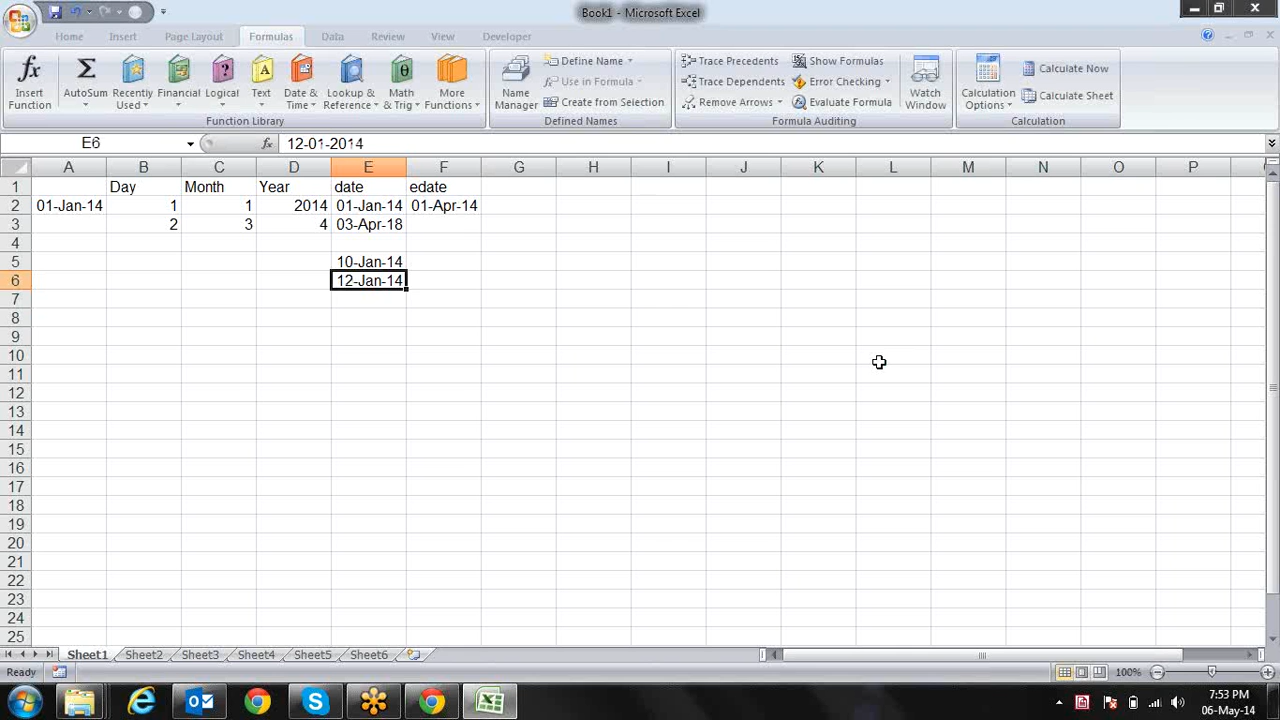 Book1 - Microsoft Excel
Home Insert Page Layout Formulas Data Review View Developer
Insert Function
AutoSum
Recently Used
Financial
Logical
Text
Date & Time
Lookup & Reference
Math & Trig
More Functions
Function Library
Name Manager
Define Name
Use in Formula
Create from Selection
Defined Names
Trace Precedents
Trace Dependents
Remove Arrows
Show Formulas
Error Checking
Evaluate Formula
Formula Auditing
Watch Window
Calculation Options
Calculate Now
Calculate Sheet
Calculation
E6 fx 12-01-2014
A B C D E F G H I J K L M N O P
1 Day Month Year date edate
2 01-Jan-14 1 1 2014 01-Jan-14 01-Apr-14
3 2 3 4 03-Apr-18
4
5 10-Jan-14
6 12-Jan-14
7
8
9
10
11
12
13
14
15
16
17
18
19
20
21
22
23
24
25
Sheet1 Sheet2 Sheet3 Sheet4 Sheet5 Sheet6
Ready 100%
7:53 PM
06-May-14